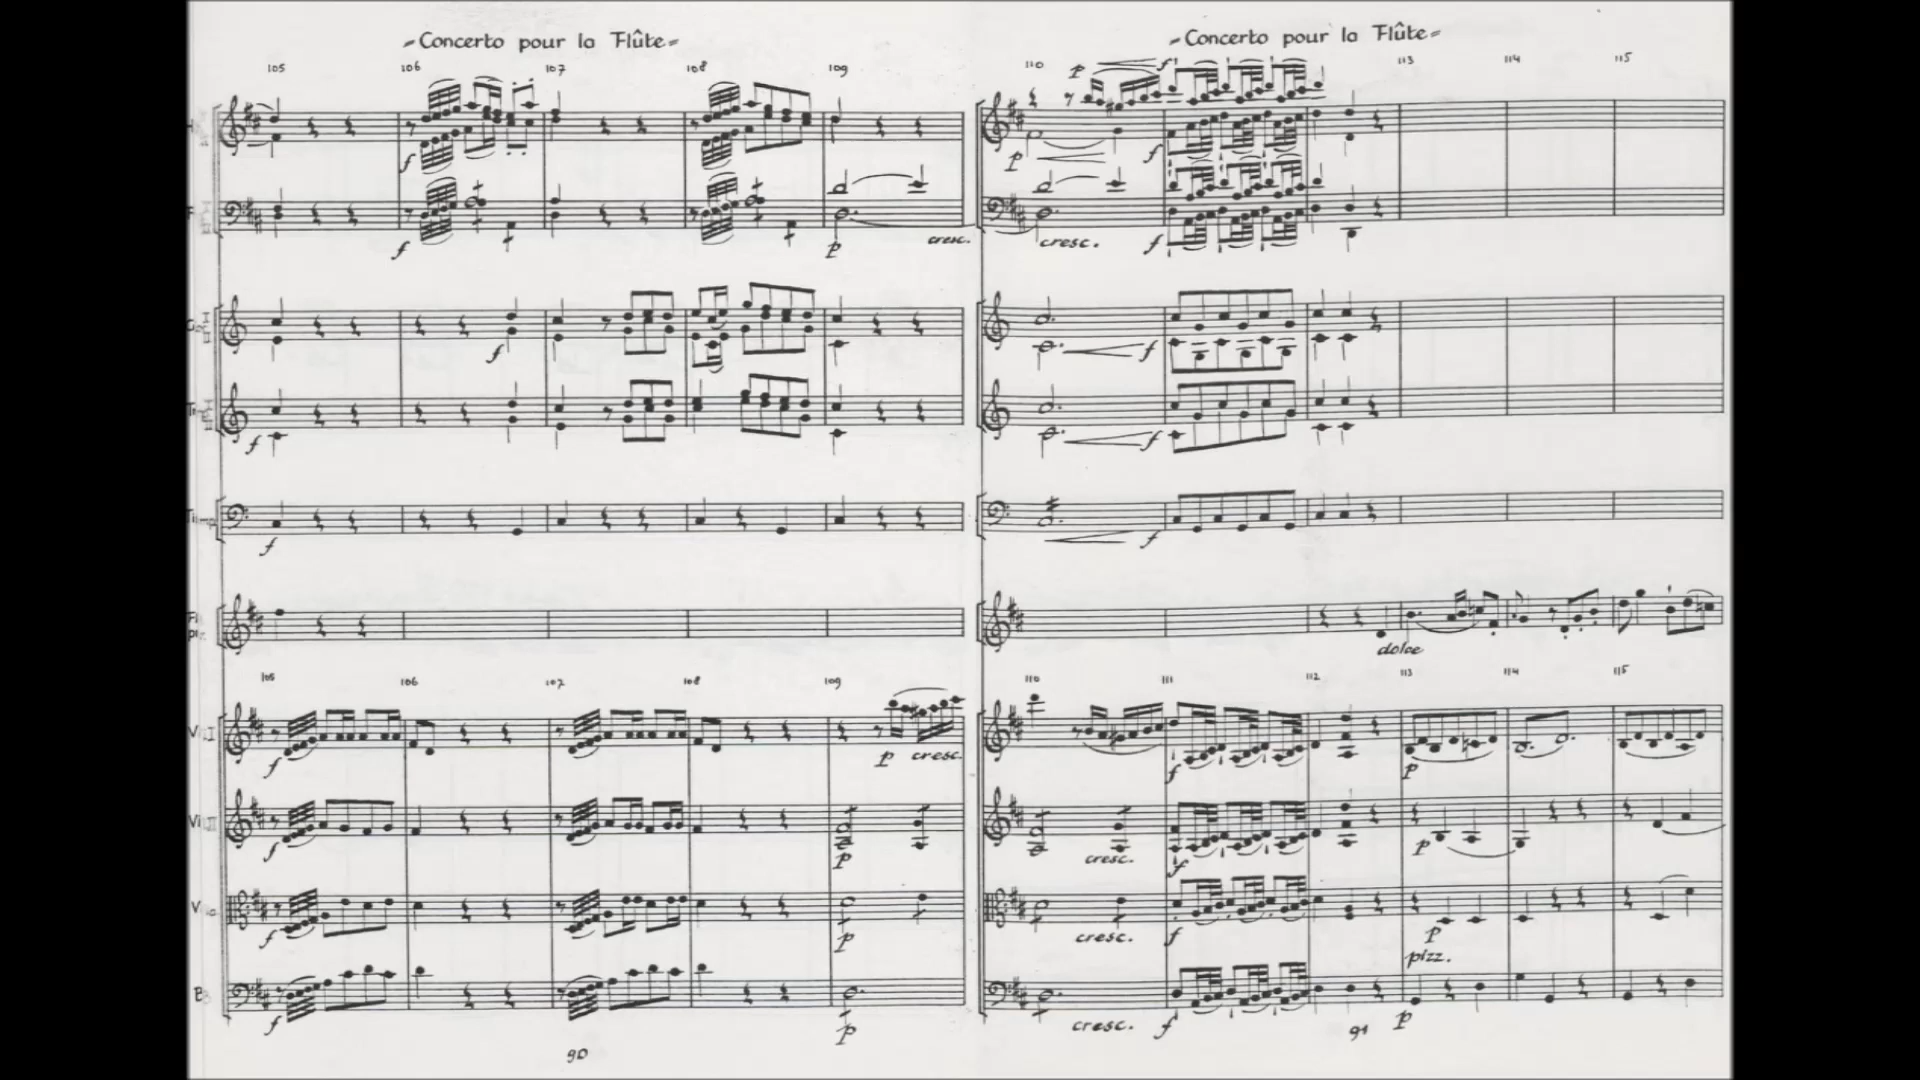 Concerto pour la Flûte
Concerto pour la Flûte
105 106 107 108 109
110 113 114 115
p f
f p f
f p cresc. cresc. f
f f
f f
f f
dolce
105 106 107 108 109
110 111 112 113 114 115
f p cresc. f p
f p cresc. f p
f p cresc. f p
pizz.
f p cresc. f p
90
91